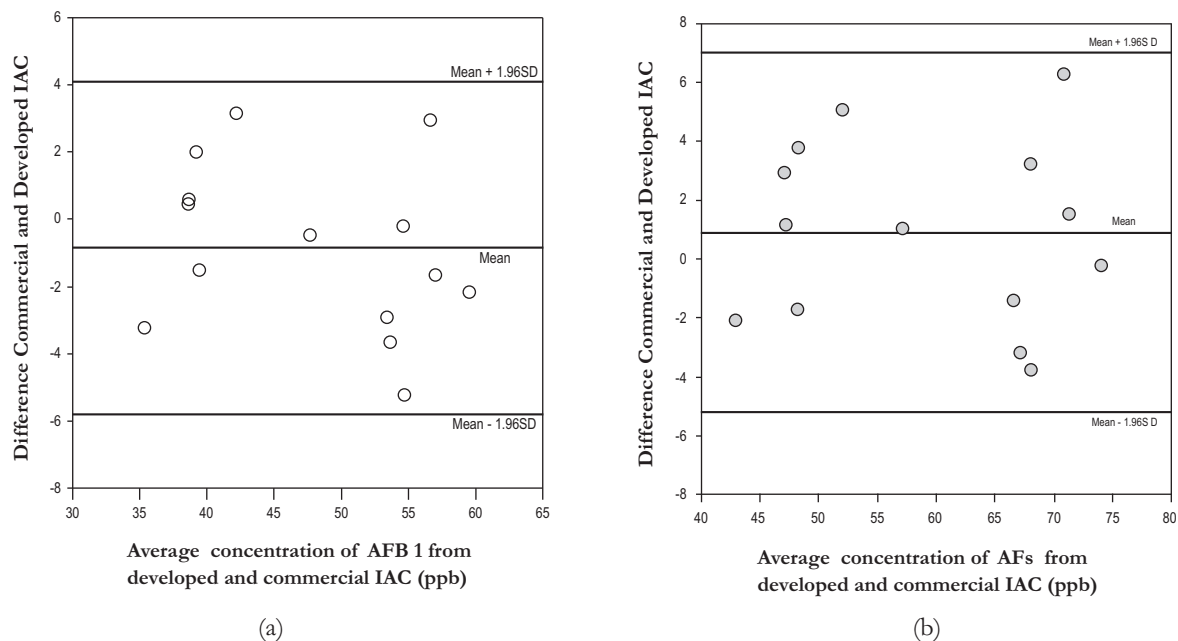 6
4
2
0
-2
-4
-6
-8
Difference Commercial and Developed IAC
Mean + 1.96SD
Mean
Mean - 1.96SD
30 35 40 45 50 55 60 65
Average concentration of AFB 1 from
developed and commercial IAC (ppb)
(a)
8
6
4
2
0
-2
-4
-6
-8
Difference Commercial and Developed IAC
Mean + 1.96S D
Mean
Mean - 1.96S D
40 45 50 55 60 65 70 75 80
Average concentration of AFs from
developed and commercial IAC (ppb)
(b)